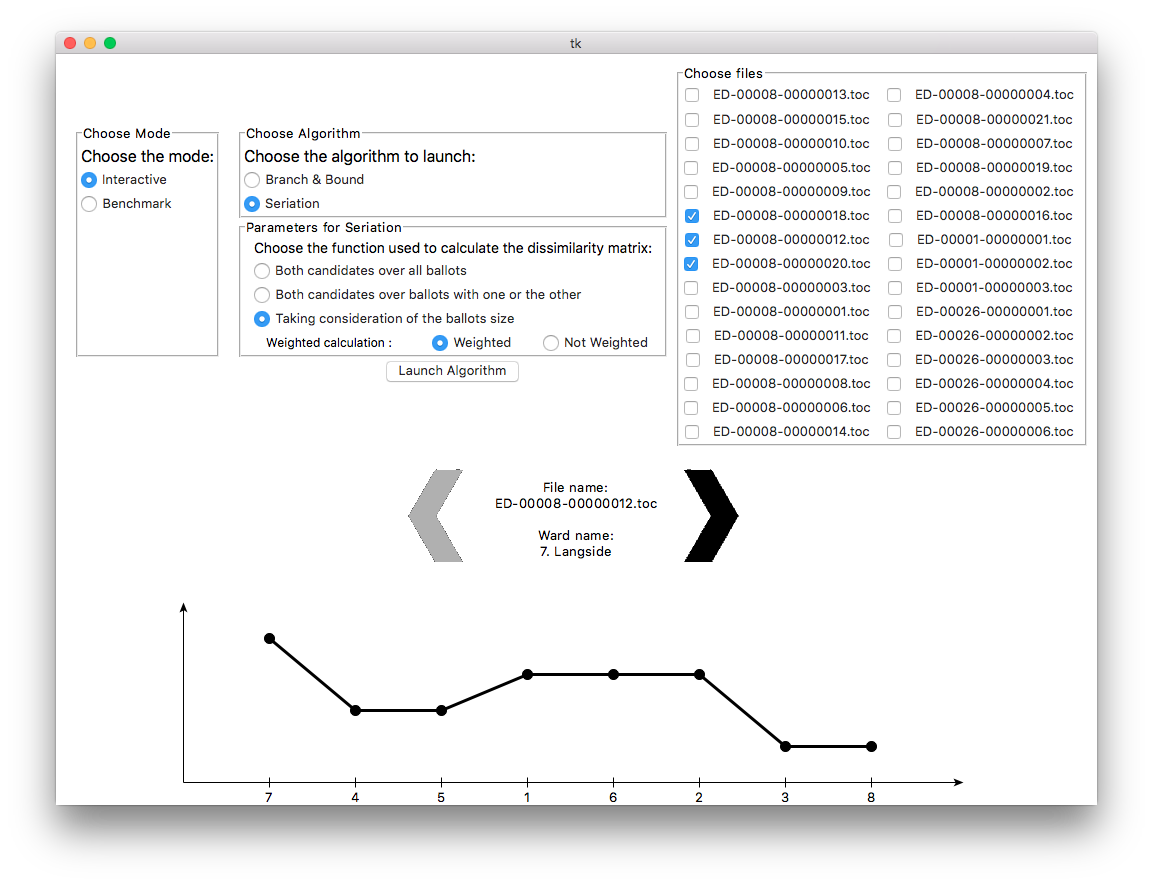 tk
Choose Mode
Choose the mode:
Interactive
Benchmark
Choose Algorithm
Choose the algorithm to launch:
Branch & Bound
Seriation
Parameters for Seriation
Choose the function used to calculate the dissimilarity matrix:
Both candidates over all ballots
Both candidates over ballots with one or the other
Taking consideration of the ballots size
Weighted calculation : Weighted Not Weighted
Launch Algorithm
Choose files
ED-00008-00000013.toc ED-00008-00000004.toc
ED-00008-00000015.toc ED-00008-00000021.toc
ED-00008-00000010.toc ED-00008-00000007.toc
ED-00008-00000005.toc ED-00008-00000019.toc
ED-00008-00000009.toc ED-00008-00000002.toc
ED-00008-00000018.toc ED-00008-00000016.toc
ED-00008-00000012.toc ED-00001-00000001.toc
ED-00008-00000020.toc ED-00001-00000002.toc
ED-00008-00000003.toc ED-00001-00000003.toc
ED-00008-00000001.toc ED-00026-00000001.toc
ED-00008-00000011.toc ED-00026-00000002.toc
ED-00008-00000017.toc ED-00026-00000003.toc
ED-00008-00000008.toc ED-00026-00000004.toc
ED-00008-00000006.toc ED-00026-00000005.toc
ED-00008-00000014.toc ED-00026-00000006.toc
File name:
ED-00008-00000012.toc
Ward name:
7. Langside
7 4 5 1 6 2 3 8